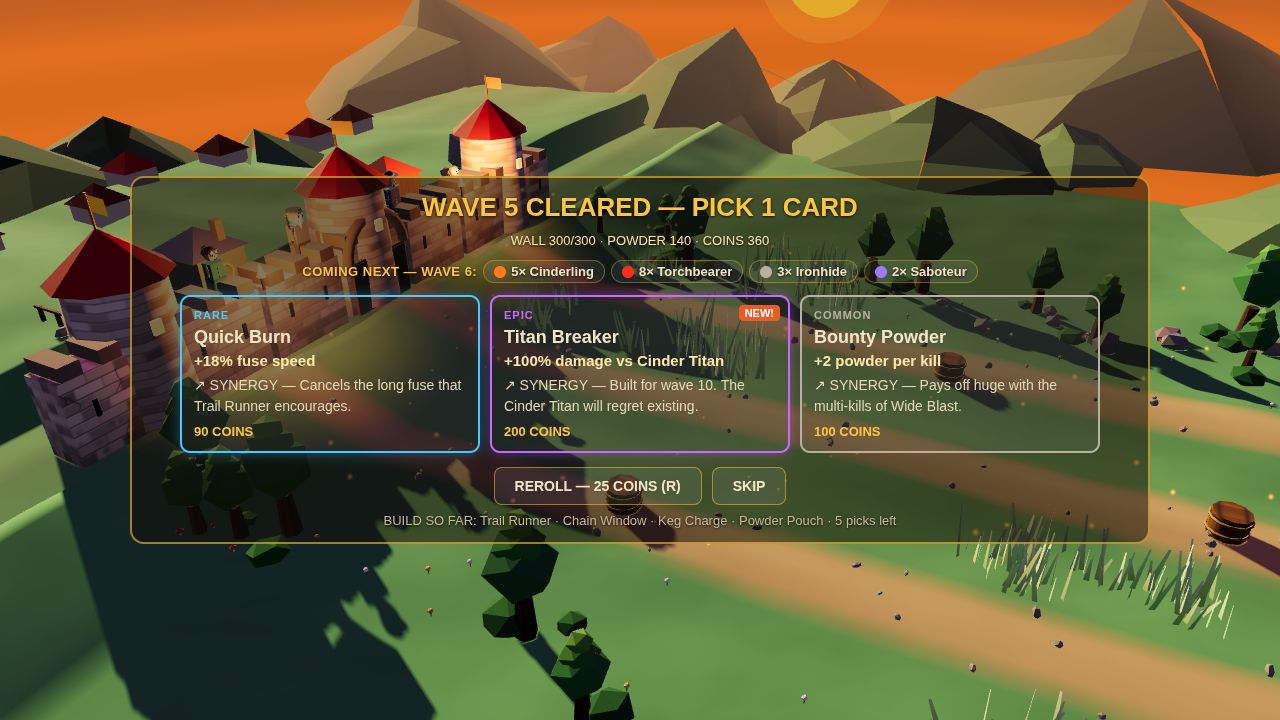 WAVE 5 CLEARED — PICK 1 CARD
WALL 300/300 · POWDER 140 · COINS 360
COMING NEXT — WAVE 6: 5× Cinderling 8× Torchbearer 3× Ironhide 2× Saboteur
RARE
Quick Burn
+18% fuse speed
↗ SYNERGY — Cancels the long fuse that
Trail Runner encourages.
90 COINS
EPIC
NEW!
Titan Breaker
+100% damage vs Cinder Titan
↗ SYNERGY — Built for wave 10. The
Cinder Titan will regret existing.
200 COINS
COMMON
Bounty Powder
+2 powder per kill
↗ SYNERGY — Pays off huge with the
multi-kills of Wide Blast.
100 COINS
REROLL — 25 COINS (R)
SKIP
BUILD SO FAR: Trail Runner · Chain Window · Keg Charge · Powder Pouch · 5 picks left